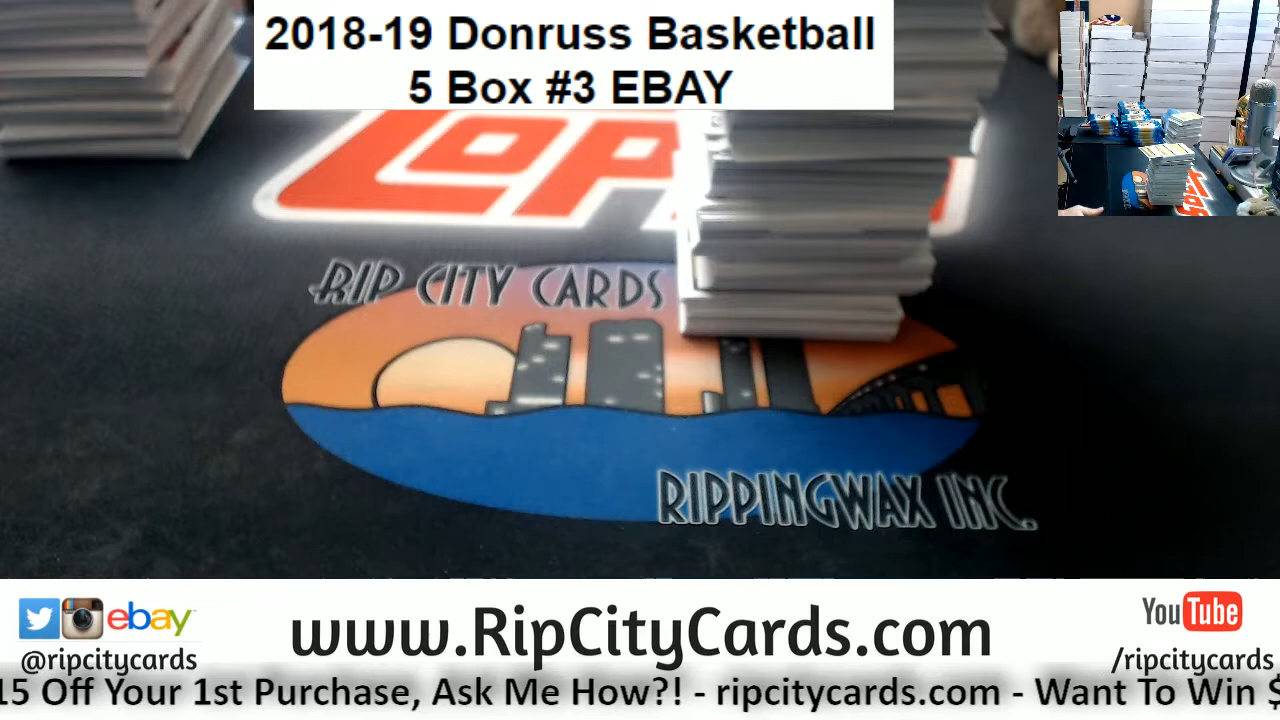 2018-19 Donruss Basketball
5 Box #3 EBAY
RIP CITY CARDS
RIPPINGWAX INC.
ebay
www.RipCityCards.com
YouTube
@ripcitycards
/ripcitycards
15 Off Your 1st Purchase, Ask Me How?! - ripcitycards.com - Want To Win $